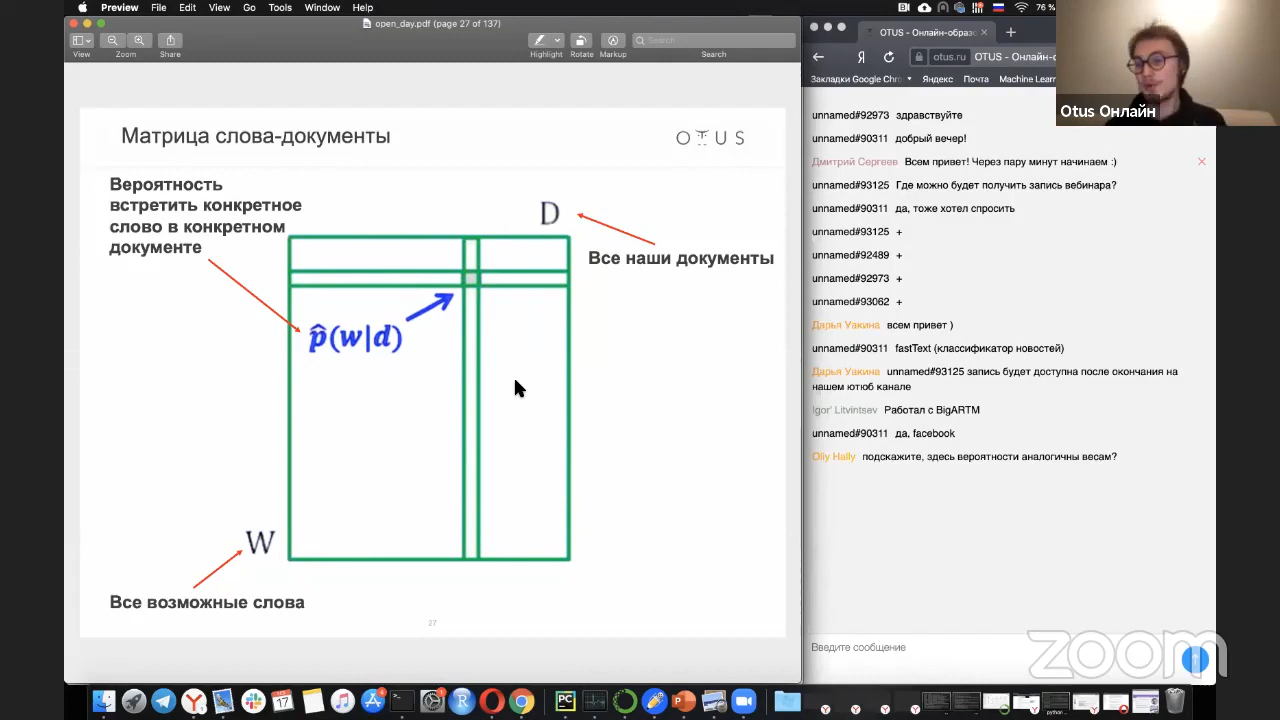 Preview File Edit View Go Tools Window Help
76 %
open_day.pdf (page 27 of 137)
View Zoom Share Highlight Rotate Markup Search
Search
Матрица слова-документы
OTUS
Вероятность
встретить конкретное
слово в конкретном
документе
D
Все наши документы
p̂(w|d)
W
Все возможные слова
27
OTUS - Онлайн-образо
otus.ru OTUS - Онлайн-о
Закладки Google Chr Яндекс Почта Machine Lear
Otus Онлайн
unnamed#92973 здравствуйте
unnamed#90311 добрый вечер!
Дмитрий Сергеев Всем привет! Через пару минут начинаем :)
unnamed#93125 Где можно будет получить запись вебинара?
unnamed#90311 да, тоже хотел спросить
unnamed#93125 +
unnamed#92489 +
unnamed#92973 +
unnamed#93062 +
Дарья Уакина всем привет )
unnamed#90311 fastText (классификатор новостей)
Дарья Уакина unnamed#93125 запись будет доступна после окончания на
нашем ютюб канале
Igor' Litvintsev Работал с BigARTM
unnamed#90311 да, facebook
Olly Hally подскажите, здесь вероятности аналогичны весам?
Введите сообщение
zoom